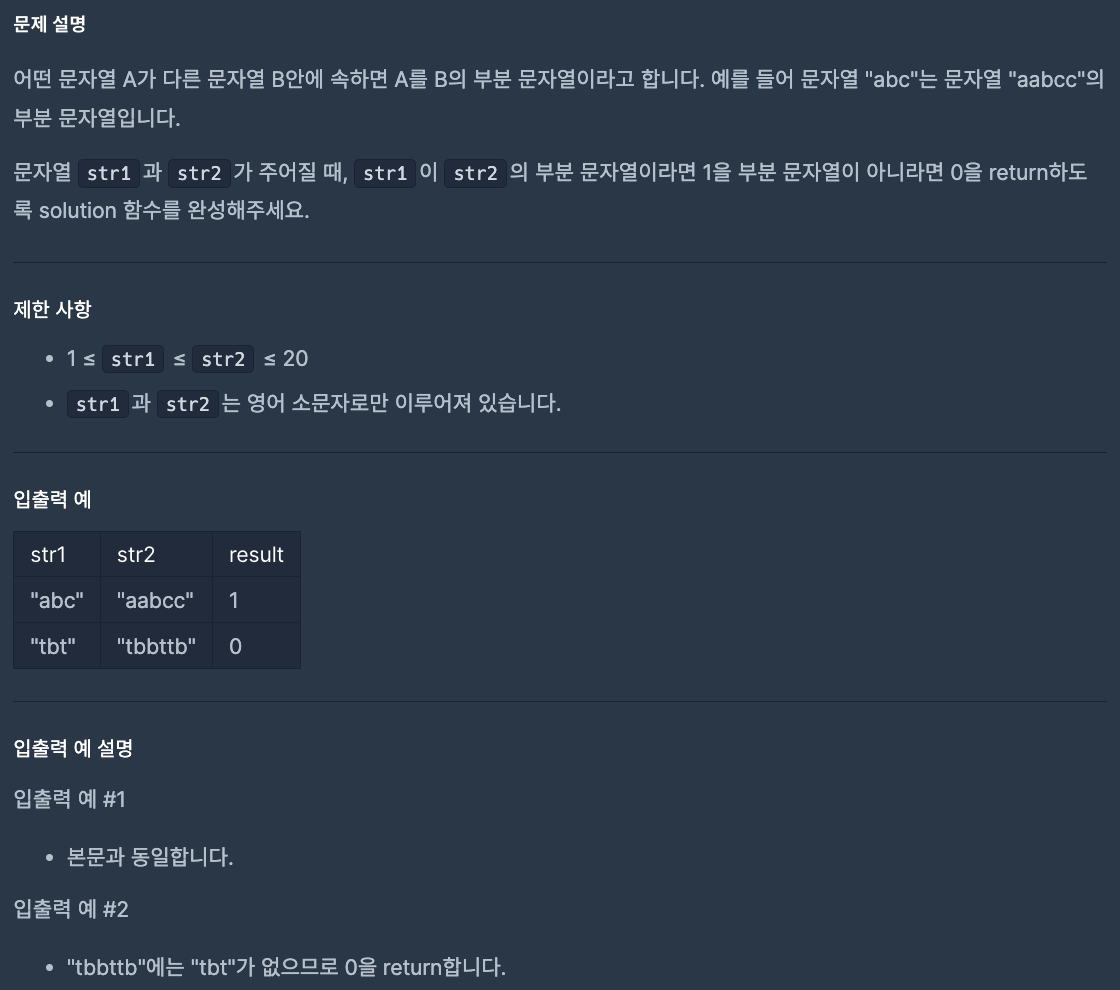 문제 설명
어떤 문자열 A가 다른 문자열 B안에 속하면 A를 B의 부분 문자열이라고 합니다. 예를 들어 문자열 "abc"는 문자열 "aabcc"의
부분 문자열입니다.
문자열 str1 과 str2 가 주어질 때, str1 이 str2 의 부분 문자열이라면 1을 부분 문자열이 아니라면 0을 return하도
록 solution 함수를 완성해주세요.
제한 사항
• 1 ≤ str1 ≤ str2 ≤ 20
• str1 과 str2 는 영어 소문자로만 이루어져 있습니다.
입출력 예
str1 str2 result
"abc" "aabcc" 1
"tbt" "tbbttb" 0
입출력 예 설명
입출력 예 #1
• 본문과 동일합니다.
입출력 예 #2
• "tbbttb"에는 "tbt"가 없으므로 0을 return합니다.